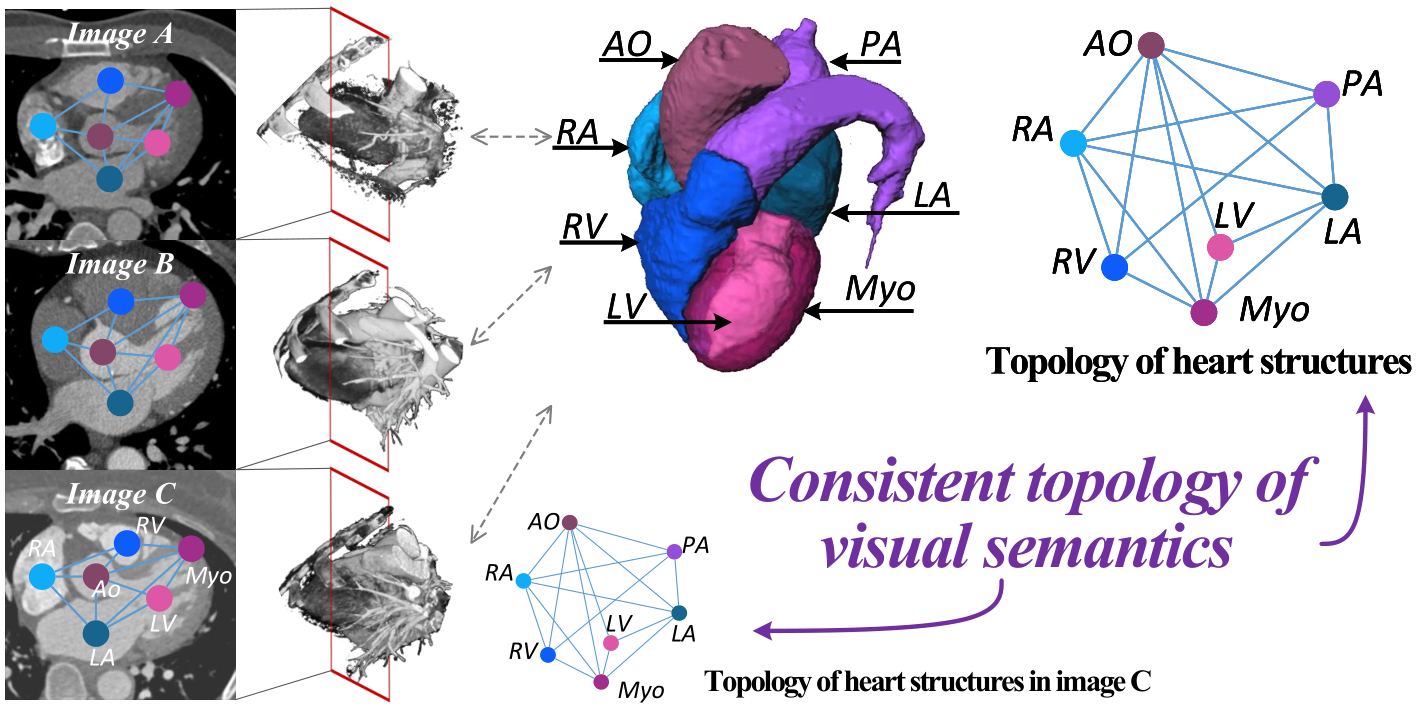 Image A
Image B
Image C
RV
RA
Ao
Myo
LV
LA
AO
PA
RA
LA
RV
Myo
LV
AO
PA
RA
LV
LA
RV
Myo
Topology of heart structures
Consistent topology of
visual semantics
AO
PA
RA
LV
LA
RV
Myo
Topology of heart structures in image C